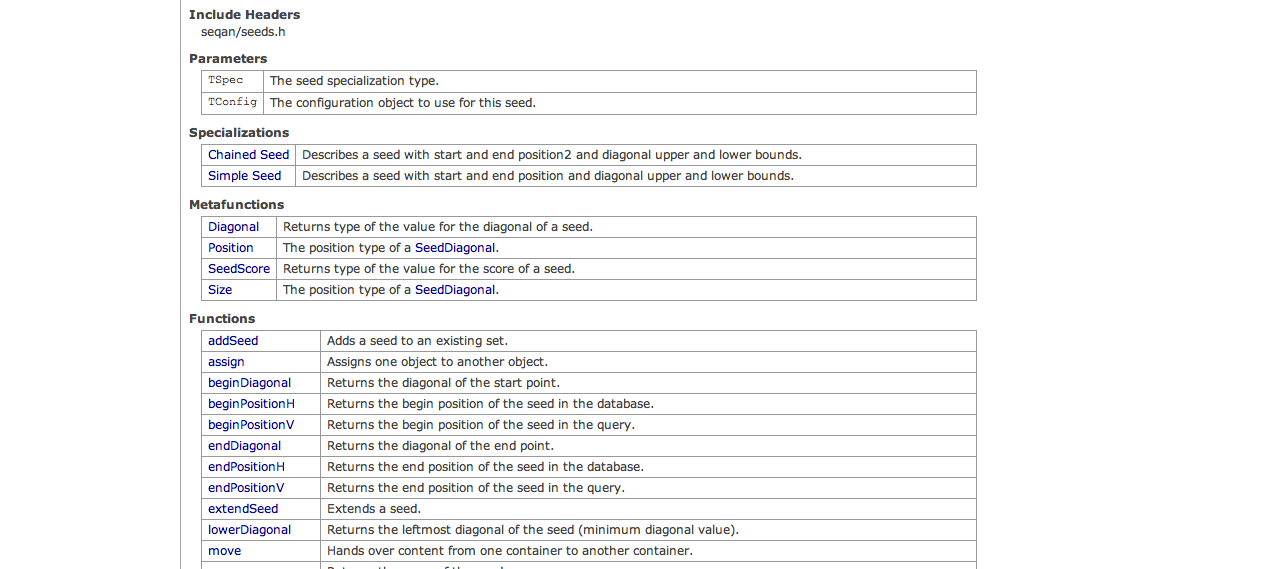 Include Headers
seqan/seeds.h
Parameters
TSpec The seed specialization type.
TConfig The configuration object to use for this seed.
Specializations
Chained Seed Describes a seed with start and end position2 and diagonal upper and lower bounds.
Simple Seed Describes a seed with start and end position and diagonal upper and lower bounds.
Metafunctions
Diagonal Returns type of the value for the diagonal of a seed.
Position The position type of a SeedDiagonal.
SeedScore Returns type of the value for the score of a seed.
Size The position type of a SeedDiagonal.
Functions
addSeed Adds a seed to an existing set.
assign Assigns one object to another object.
beginDiagonal Returns the diagonal of the start point.
beginPositionH Returns the begin position of the seed in the database.
beginPositionV Returns the begin position of the seed in the query.
endDiagonal Returns the diagonal of the end point.
endPositionH Returns the end position of the seed in the database.
endPositionV Returns the end position of the seed in the query.
extendSeed Extends a seed.
lowerDiagonal Returns the leftmost diagonal of the seed (minimum diagonal value).
move Hands over content from one container to another container.